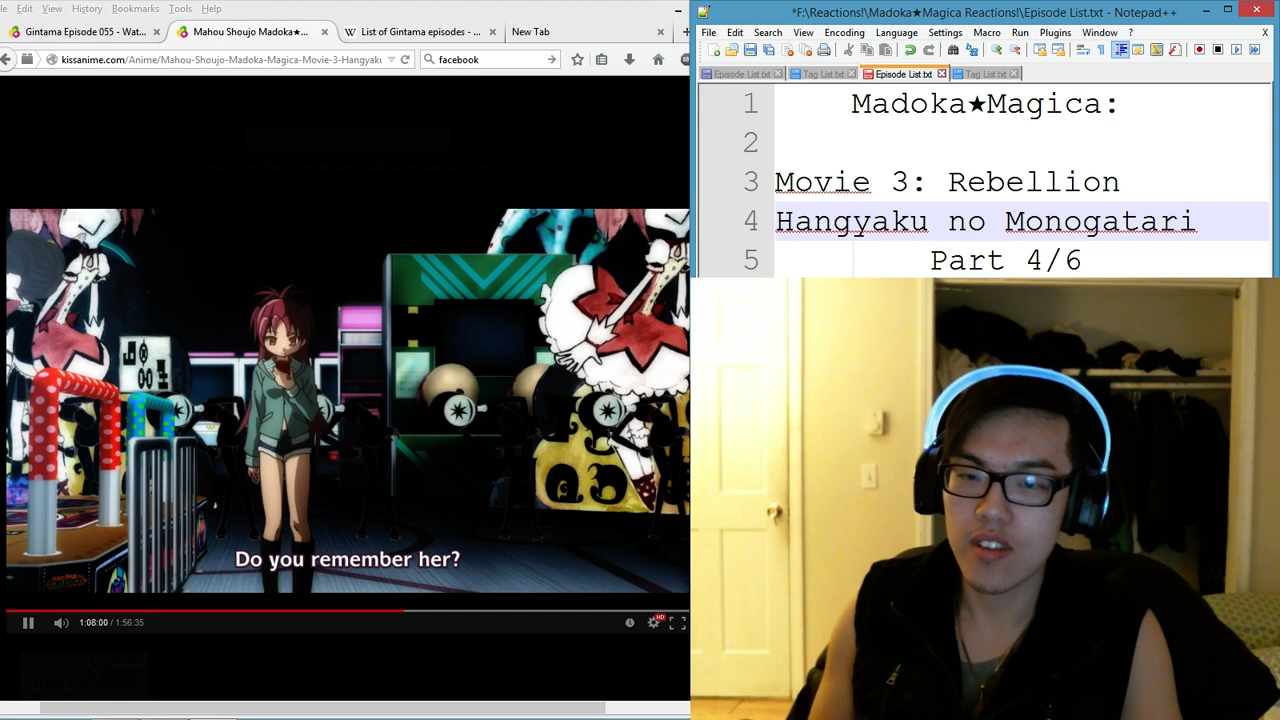 le Edit View History Bookmarks Tools Help
Gintama Episode 055 - Wat...
Mahou Shoujo Madoka★...
W List of Gintama episodes - ...
New Tab
kissanime.com/Anime/Mahou-Shoujo-Madoka-Magica-Movie-3-Hangyaku
facebook
Do you remember her?
1:08:00 / 1:56:35
HD
*F:\Reactions!\Madoka★Magica Reactions!\Episode List.txt - Notepad++
File Edit Search View Encoding Language Settings Macro Run Plugins Window ? X
Episode List.txt
Tag List.txt
Episode List.txt
Tag List.txt
1 Madoka★Magica:
2
3 Movie 3: Rebellion
4 Hangyaku no Monogatari
5 Part 4/6